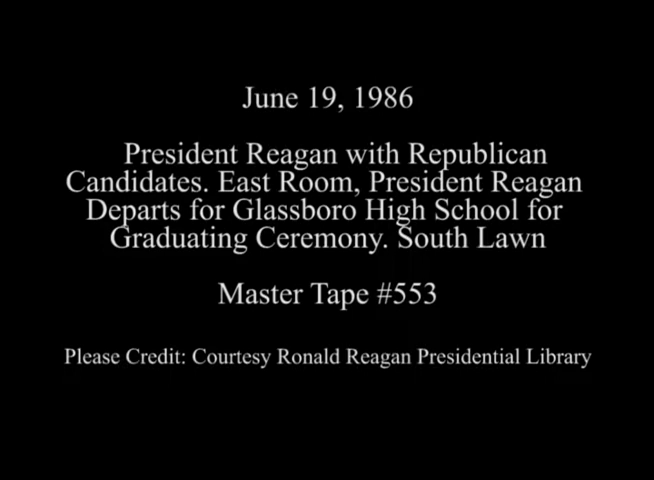 June 19, 1986
President Reagan with Republican
Candidates. East Room, President Reagan
Departs for Glassboro High School for
Graduating Ceremony. South Lawn
Master Tape #553
Please Credit: Courtesy Ronald Reagan Presidential Library